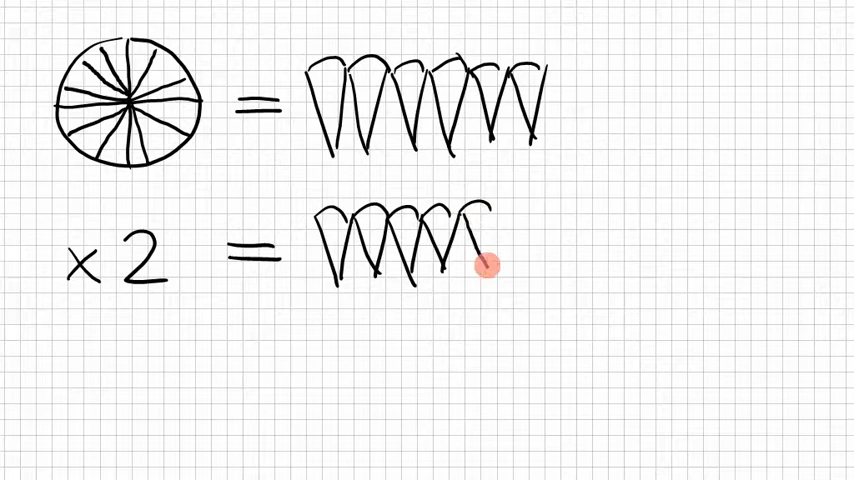 =
× 2 =